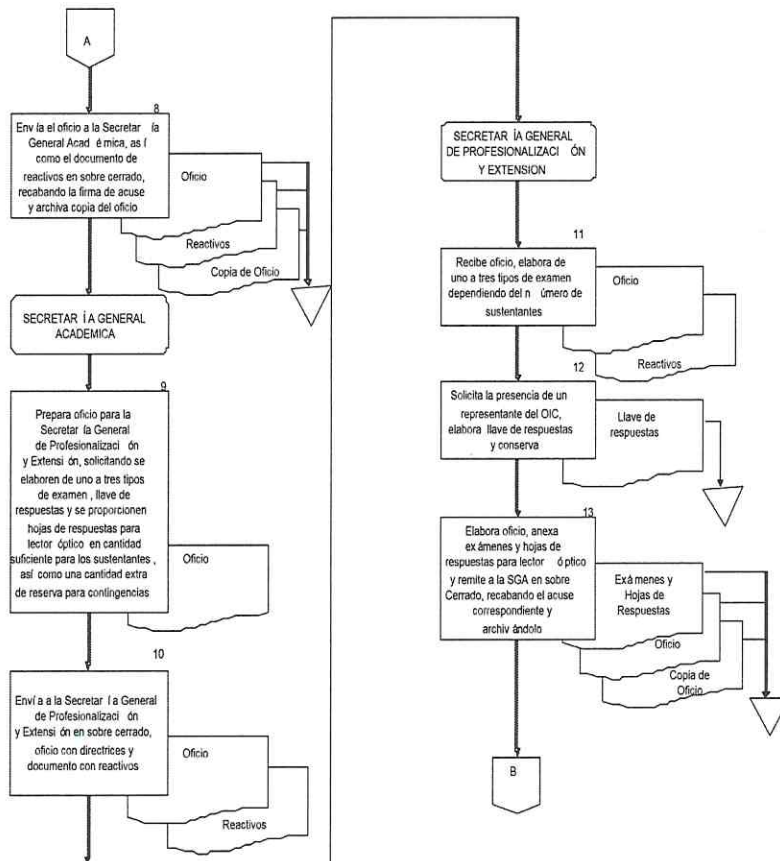 A
8
Envía el oficio a la Secretar ía
General Acad é mica, as í
como el documento de
reactivos en sobre cerrado,
recabando la firma de acuse
y archiva copia del oficio
Oficio
Reactivos
Copia de Oficio
SECRETAR ÍA GENERAL
ACADEMICA
9
Prepara oficio para la
Secretar ía General
de Profesionalizaci ón
y Extensi ón, solicitando se
elaboren de uno a tres tipos
de examen , llave de
respuestas y se proporcionen
hojas de respuestas para
lector óptico en cantidad
suficiente para los sustentantes ,
así como una cantidad extra
de reserva para contingencias
Oficio
10
Envía a la Secretar í a General
de Profesionalizaci ón
y Extensi ón en sobre cerrado,
oficio con directrices y
documento con reactivos
Oficio
Reactivos
SECRETAR ÍA GENERAL
DE PROFESIONALIZACI ÓN
Y EXTENSION
11
Recibe oficio, elabora de
uno a tres tipos de examen
dependiendo del n úmero de
sustentantes
Oficio
Reactivos
12
Solicita la presencia de un
representante del OIC,
elabora llave de respuestas
y conserva
Llave de
respuestas
13
Elabora oficio, anexa
ex ámenes y hojas de
respuestas para lector ó ptico
y remite a la SGA en sobre
Cerrado, recabando el acuse
correspondiente y
archiv ándolo
Exá menes y
Hojas de
Respuestas
Oficio
Copia de
Oficio
B